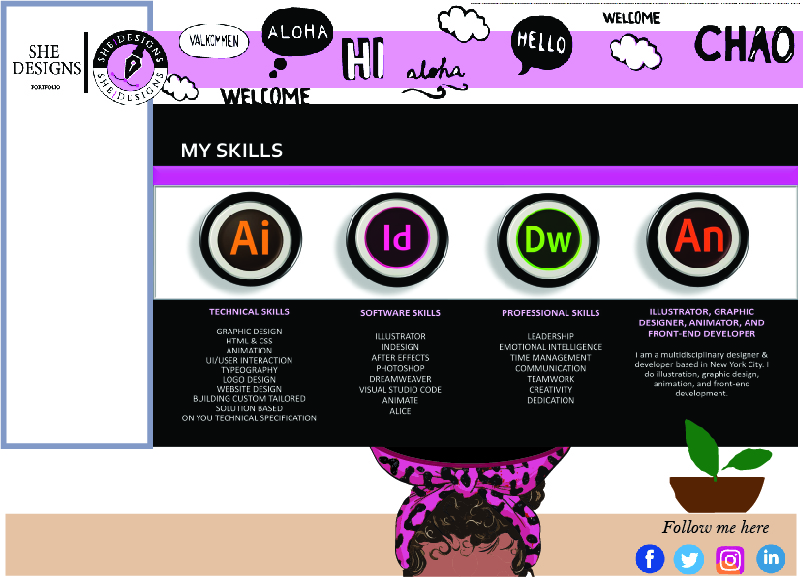 SHE
DESIGNS
PORTFOLIO
SHE DESIGNS
SHE DESIGNS
VALKOMMEN
ALOHA
HI
aloha
WELCOME
HELLO
WELCOME
CHAO
MY SKILLS
Ai
Id
Dw
An
TECHNICAL SKILLS
GRAPHIC DESIGN
HTML & CSS
ANIMATION
UI/USER INTERACTION
TYPEOGRAPHY
LOGO DESIGN
WEBSITE DESIGN
BUILDING CUSTOM TAILORED
SOLUTION BASED
ON YOU TECHNICAL SPECIFICATION
SOFTWARE SKILLS
ILLUSTRATOR
INDESIGN
AFTER EFFECTS
PHOTOSHOP
DREAMWEAVER
VISUAL STUDIO CODE
ANIMATE
ALICE
PROFESSIONAL SKILLS
LEADERSHIP
EMOTIONAL INTELLIGENCE
TIME MANAGEMENT
COMMUNICATION
TEAMWORK
CREATIVITY
DEDICATION
ILLUSTRATOR, GRAPHIC
DESIGNER, ANIMATOR, AND
FRONT-END DEVELOPER
I am a multidisciplinary designer &
developer based in New York City. I
do illustration, graphic design,
animation, and front-end
development.
Follow me here
f
in